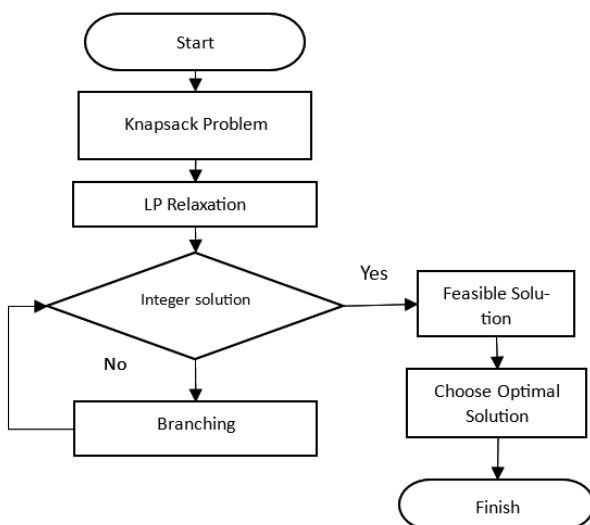 Start
Knapsack Problem
LP Relaxation
Integer solution
Yes
Feasible Solu-
tion
No
Choose Optimal
Solution
Branching
Finish